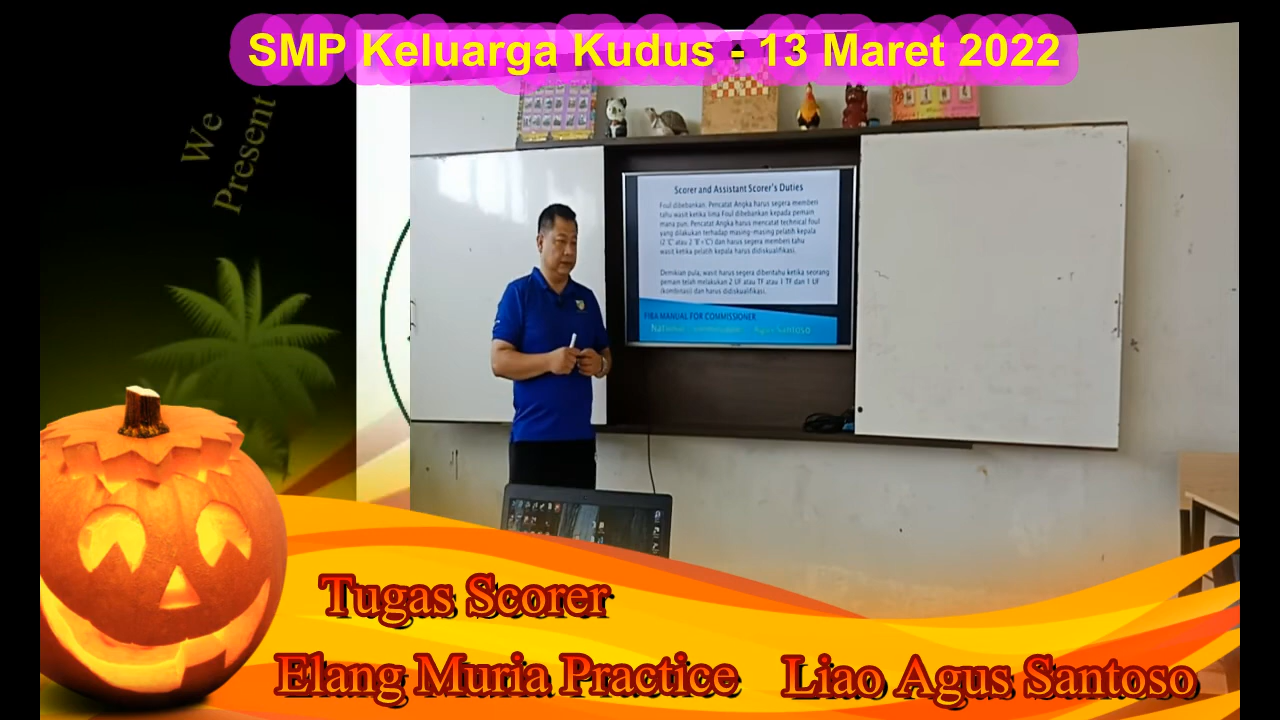 SMP Keluarga Kudus - 13 Maret 2022
We
Present
Scorer and Assistant Scorer's Duties
Foul dibebankan. Pencatat Angka harus segera memberi
tahu wasit ketika lima Foul dibebankan kepada pemain
mana pun. Pencatat Angka harus mencatat technical foul
yang dilakukan terhadap masing-masing pelatih kepala
(2 'C' atau 2 'B'+'C') dan harus segera memberi tahu
wasit ketika pelatih kepala harus didiskualifikasi.
Demikian pula, wasit harus segera diberitahu ketika seorang
pemain telah melakukan 2 UF atau TF atau 1 TF dan 1 UF
(kombinasi) dan harus didiskualifikasi.
FIBA MANUAL FOR COMMISSIONER
Agus Santoso
Tugas Scorer
Elang Muria Practice Liao Agus Santoso